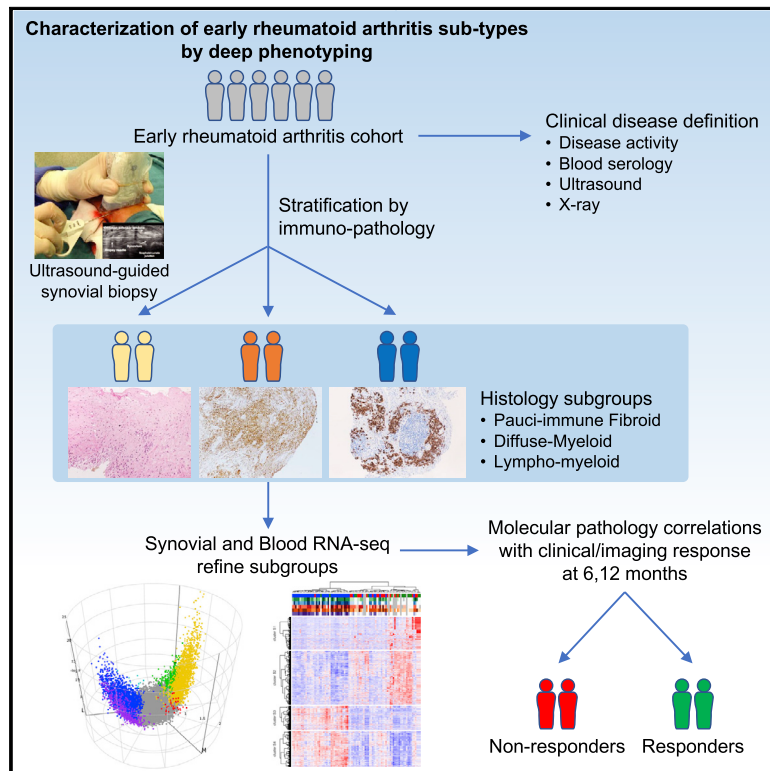 Characterization of early rheumatoid arthritis sub-types
by deep phenotyping
Early rheumatoid arthritis cohort
Clinical disease definition
• Disease activity
• Blood serology
• Ultrasound
• X-ray
Stratification by
immuno-pathology
Ultrasound-guided
synovial biopsy
Histology subgroups
• Pauci-immune Fibroid
• Diffuse-Myeloid
• Lympho-myeloid
Synovial and Blood RNA-seq
refine subgroups
Molecular pathology correlations
with clinical/imaging response
at 6,12 months
M
Non-responders
Responders